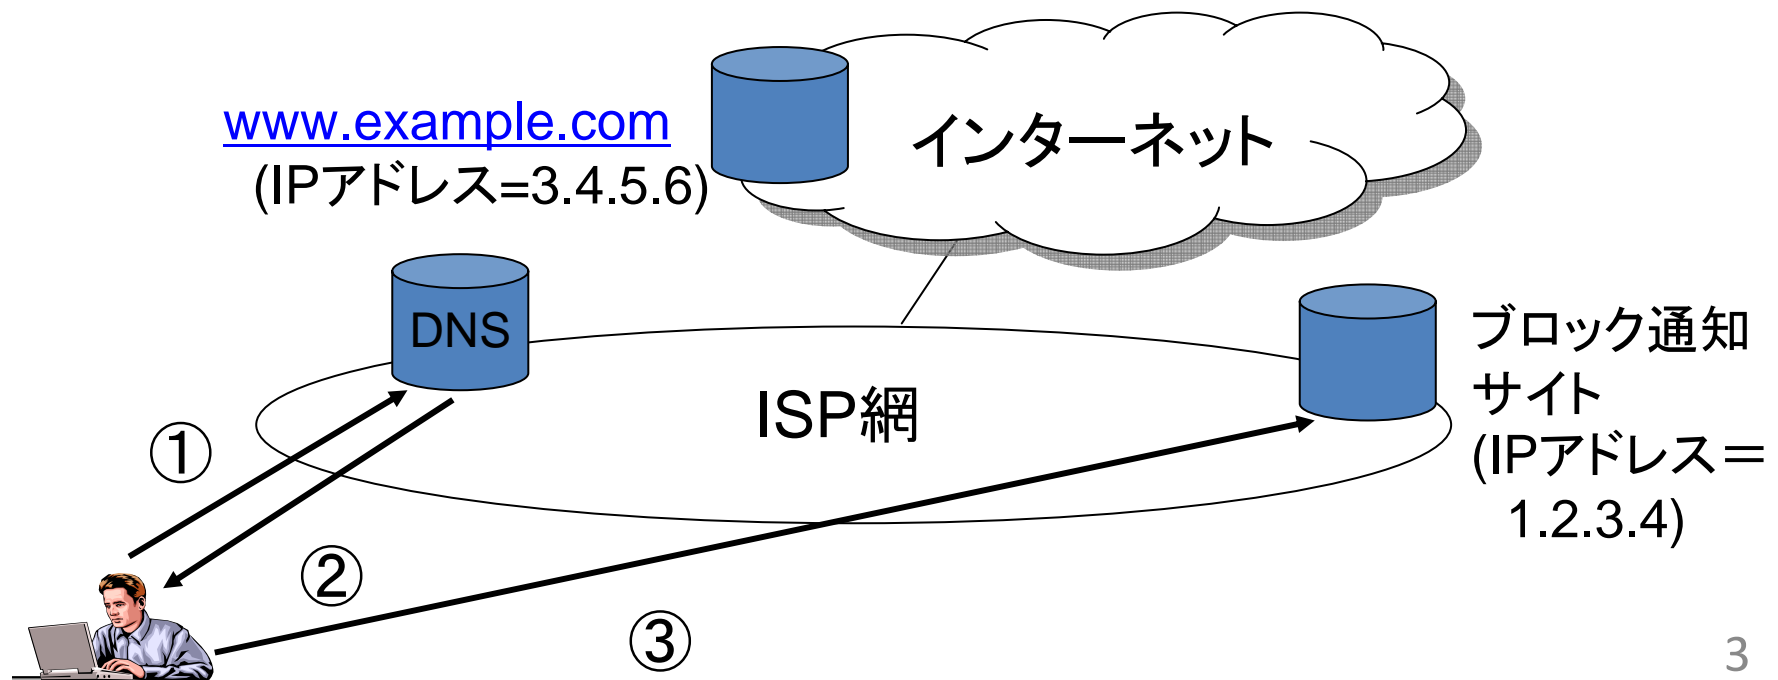 インターネット
www.example.com
(IPアドレス=3.4.5.6)
DNS
ISP網
ブロック通知
サイト
(IPアドレス＝
1.2.3.4)
①
②
③
3